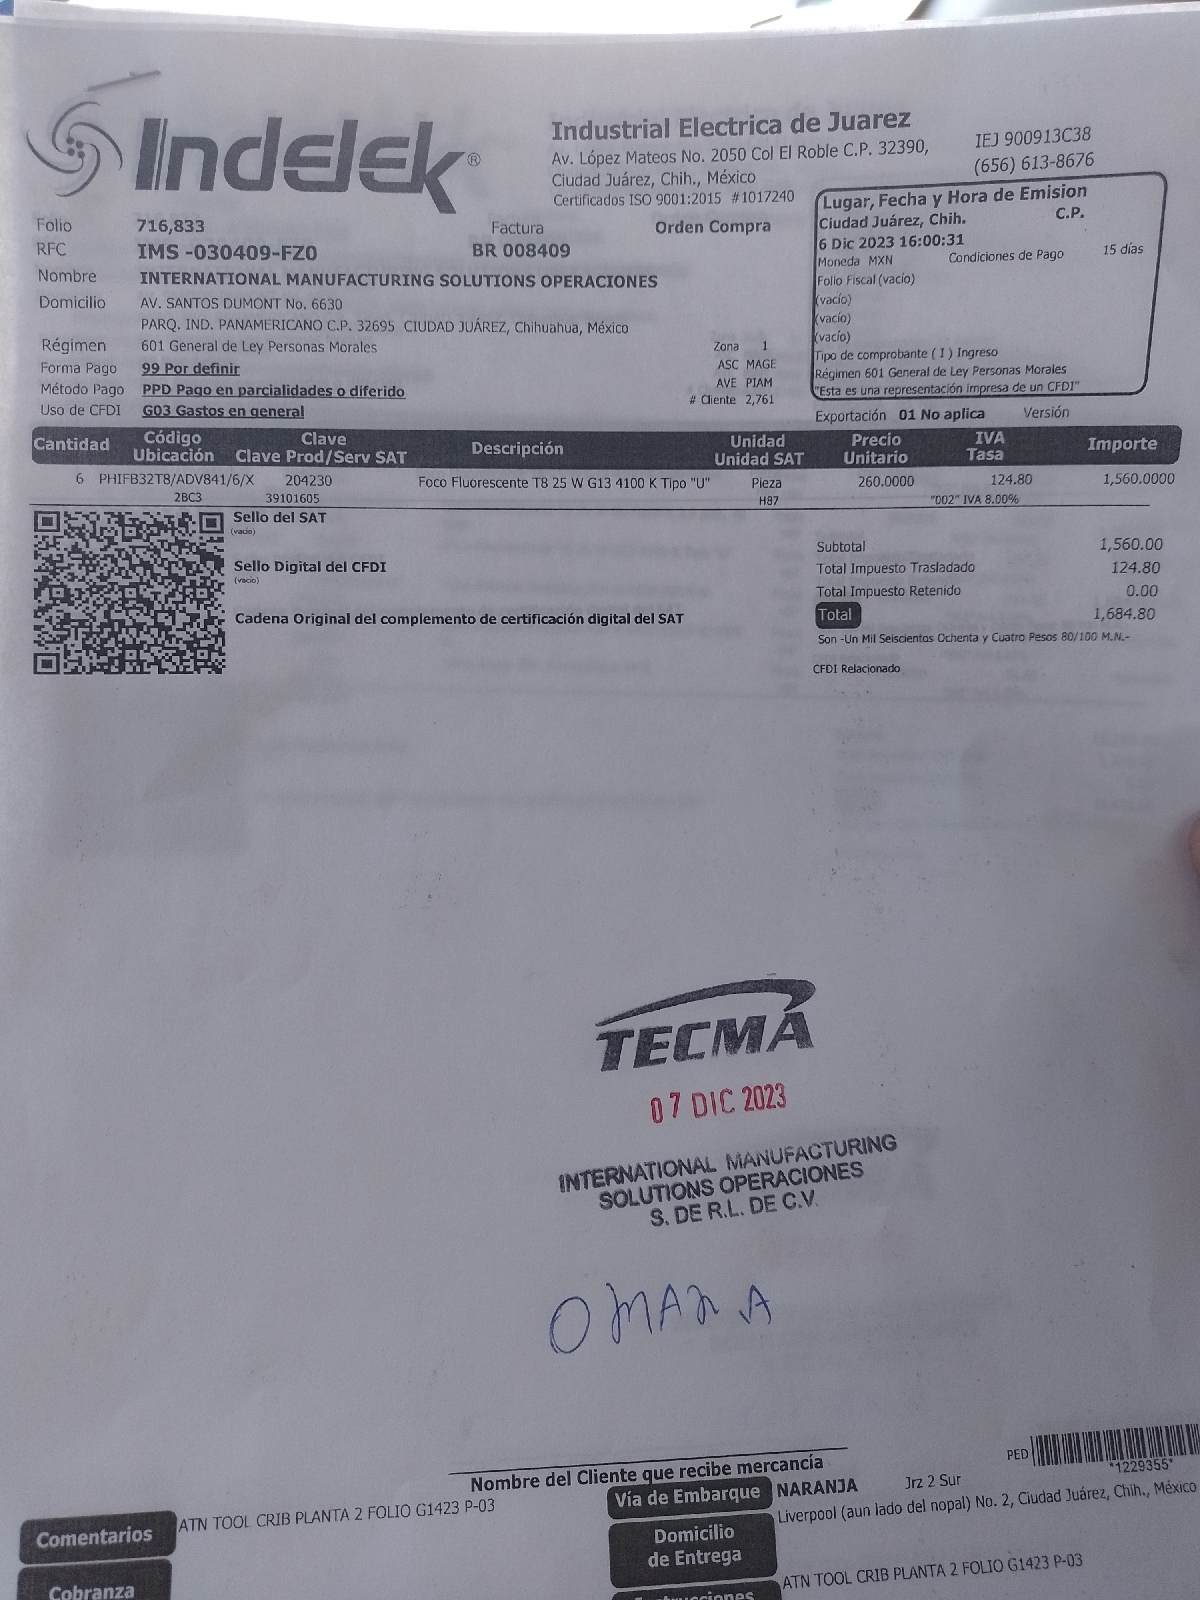 Indelek®
Industrial Electrica de Juarez
Av. López Mateos No. 2050 Col El Roble C.P. 32390,
Ciudad Juárez, Chih., México
Certificados ISO 9001:2015 #1017240
IEJ 900913C38
(656) 613-8676
Lugar, Fecha y Hora de Emision
Ciudad Juárez, Chih. C.P.
6 Dic 2023 16:00:31
Moneda MXN Condiciones de Pago 15 días
Folio Fiscal (vacío)
(vacío)
(vacío)
(vacío)
Tipo de comprobante ( I ) Ingreso
Régimen 601 General de Ley Personas Morales
"Esta es una representación impresa de un CFDI"
Exportación 01 No aplica Versión
Folio 716,833 Factura Orden Compra
RFC IMS -030409-FZ0 BR 008409
Nombre INTERNATIONAL MANUFACTURING SOLUTIONS OPERACIONES
Domicilio AV. SANTOS DUMONT No. 6630
PARQ. IND. PANAMERICANO C.P. 32695 CIUDAD JUÁREZ, Chihuahua, México
Régimen 601 General de Ley Personas Morales
Forma Pago 99 Por definir
Método Pago PPD Pago en parcialidades o diferido
Uso de CFDI G03 Gastos en general
Zona 1
ASC MAGE
AVE PIAM
# Cliente 2,761
Cantidad Código Ubicación Clave Clave Prod/Serv SAT Descripción Unidad Unidad SAT Precio Unitario IVA Tasa Importe
6 PHIFB32T8/ADV841/6/X 204230 Foco Fluorescente T8 25 W G13 4100 K Tipo "U" Pieza 260.0000 124.80 1,560.0000
2BC3 39101605 H87 "002" IVA 8.00%
Sello del SAT
(vacio)
Sello Digital del CFDI
(vacio)
Cadena Original del complemento de certificación digital del SAT
Subtotal 1,560.00
Total Impuesto Trasladado 124.80
Total Impuesto Retenido 0.00
Total 1,684.80
Son -Un Mil Seiscientos Ochenta y Cuatro Pesos 80/100 M.N.-
CFDI Relacionado
TECMA
07 DIC 2023
INTERNATIONAL MANUFACTURING
SOLUTIONS OPERACIONES
S. DE R.L. DE C.V.
Nombre del Cliente que recibe mercancía
PED *1229355*
Vía de Embarque NARANJA Jrz 2 Sur
Domicilio de Entrega Liverpool (aun lado del nopal) No. 2, Ciudad Juárez, Chih., México
Comentarios ATN TOOL CRIB PLANTA 2 FOLIO G1423 P-03
Cobranza
ATN TOOL CRIB PLANTA 2 FOLIO G1423 P-03